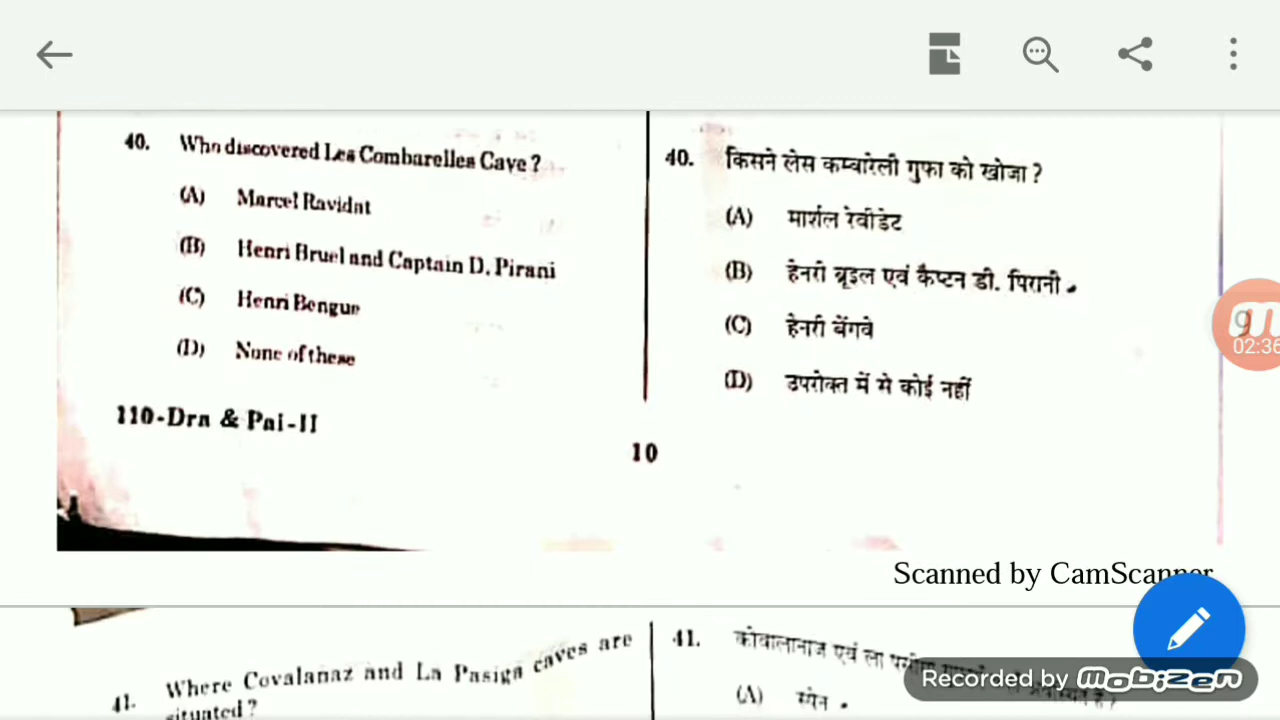 40. Who discovered Les Combarelles Cave ?
(A) Marcel Ravidat
(B) Henri Bruel and Captain D. Pirani
(C) Henri Bengue
(D) None of these
110-Dra & Pai-II
40. किसने लेस कम्बारेली गुफा को खोजा ?
(A) मार्शल रेवीडेट
(B) हेनरी ब्रूइल एवं कैप्टन डी. पिरानी
(C) हेनरी बेंगवे
(D) उपरोक्त में से कोई नहीं
10
Scanned by CamScanner
41. Where Covalanaz and La Pasiga caves are
situated ?
41. कोवालानाज एवं ला
(A) स्पेन
02:36
Recorded by mobizen